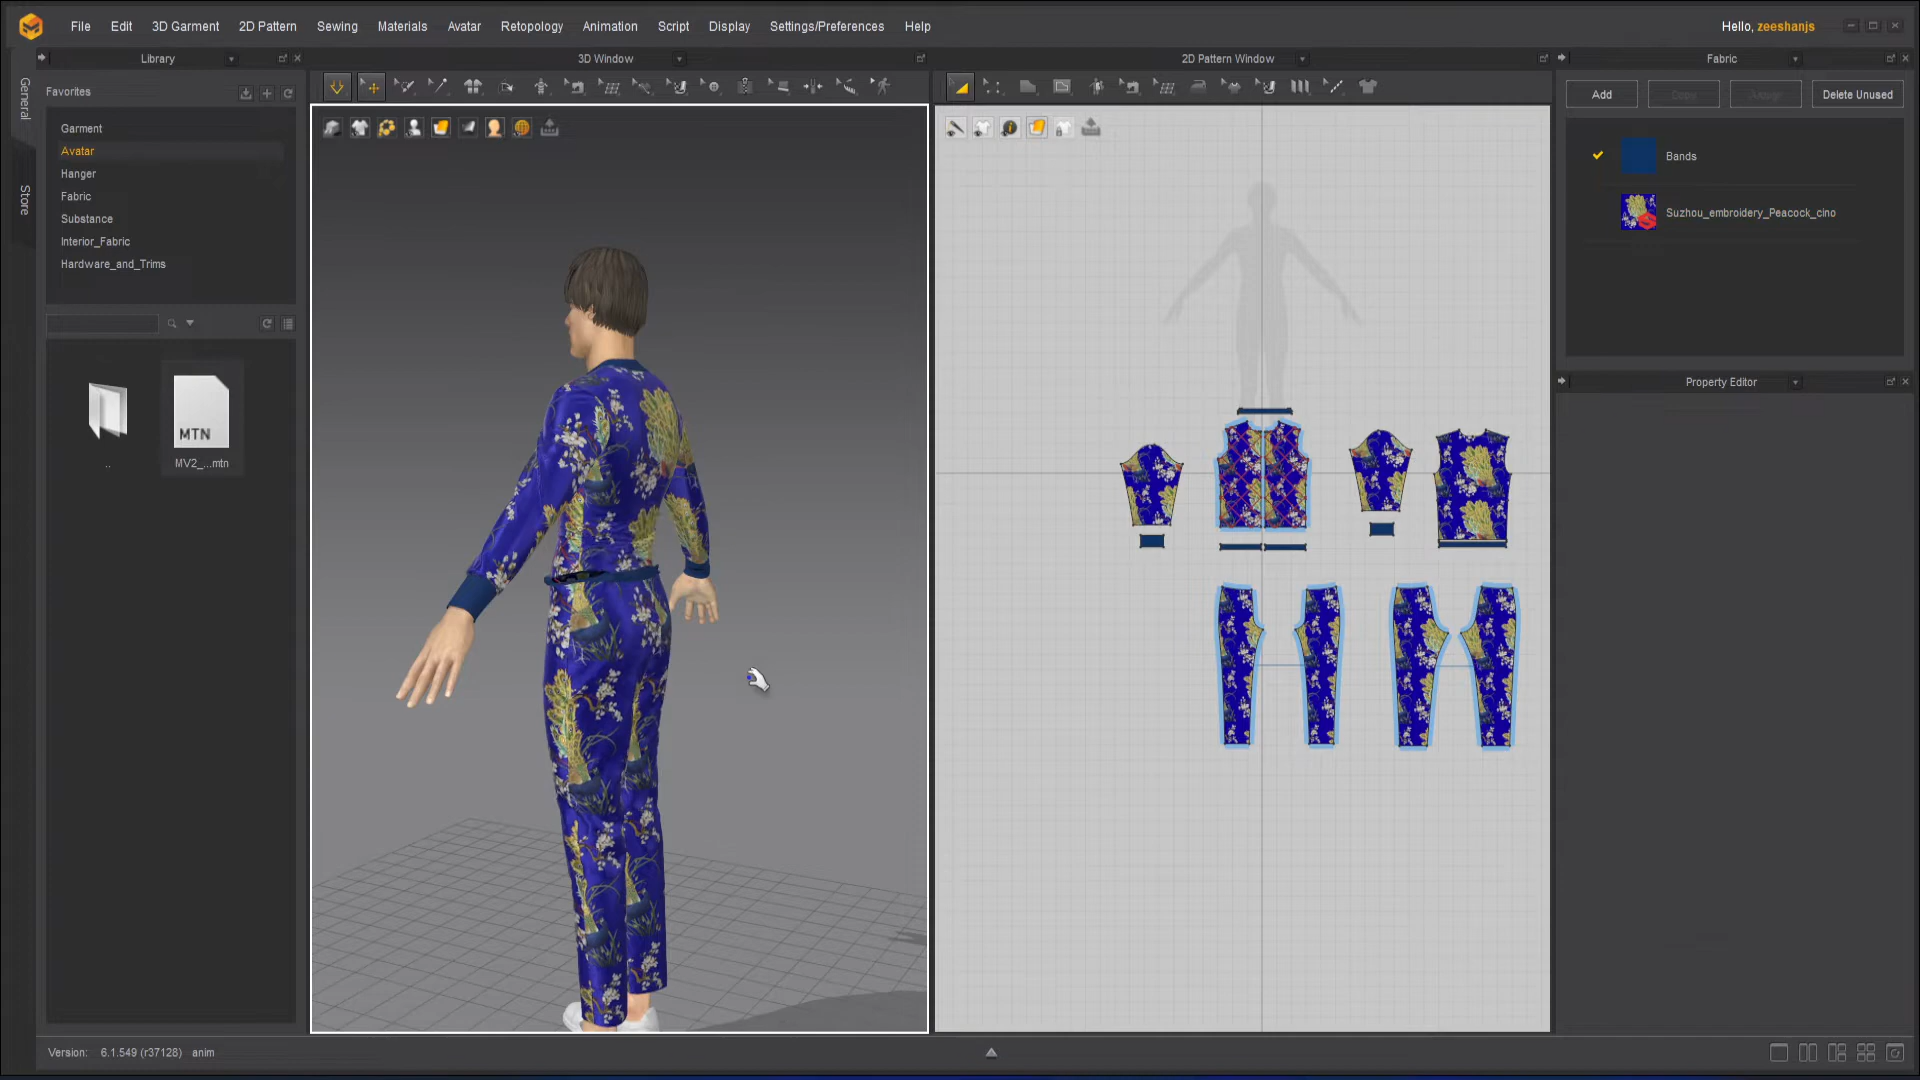 File Edit 3D Garment 2D Pattern Sewing Materials Avatar Retopology Animation Script Display Settings/Preferences Help
Hello, zeeshanjs
Library
3D Window
2D Pattern Window
Fabric
General
Store
Favorites
Garment
Avatar
Hanger
Fabric
Substance
Interior_Fabric
Hardware_and_Trims
..
MTN
MV2_...mtn
Add Copy Assign Delete Unused
Bands
Suzhou_embroidery_Peacock_cino
Property Editor
Version: 6.1.549 (r37128) anim